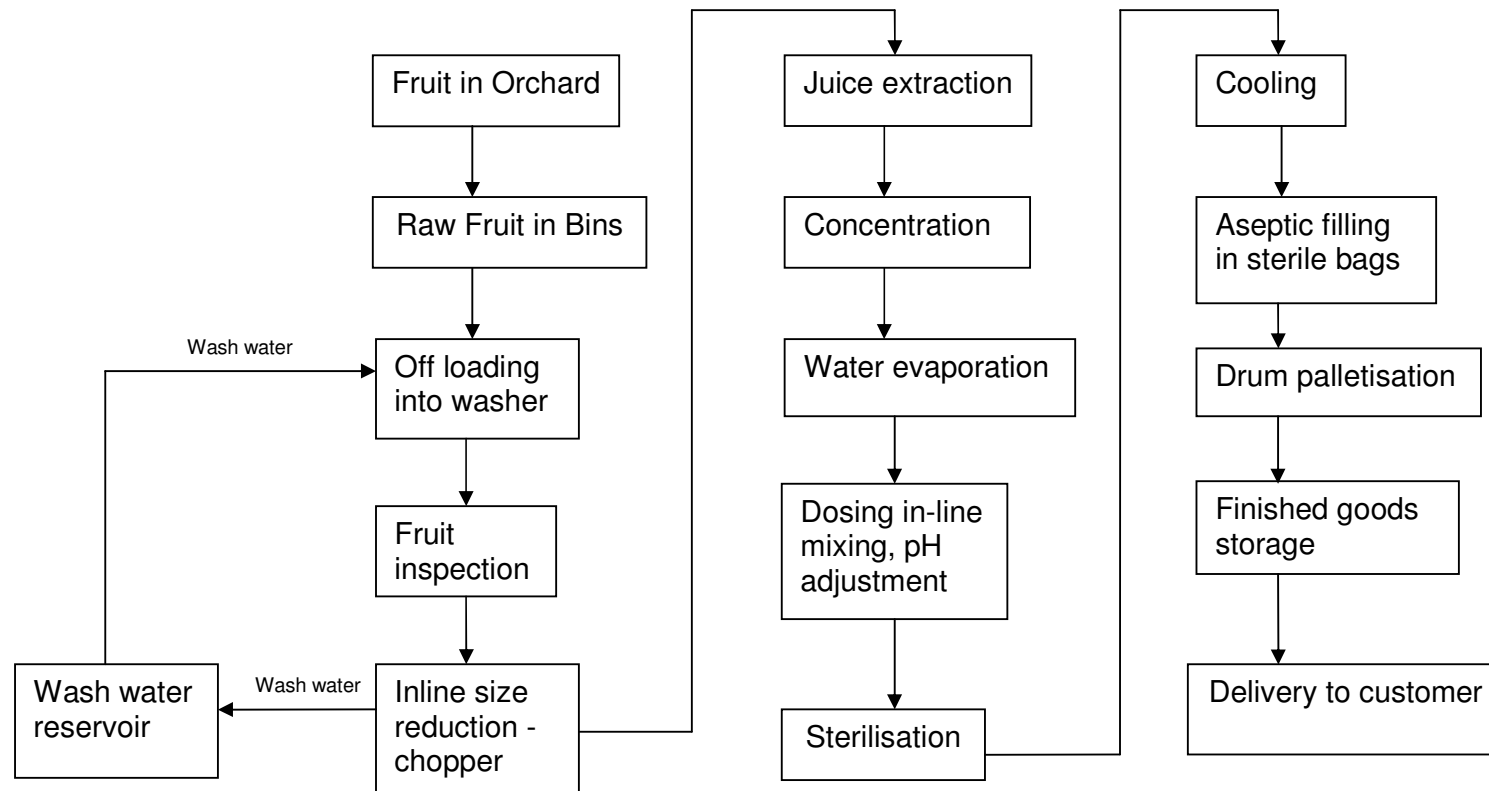 Fruit in Orchard
Raw Fruit in Bins
Wash water
Off loading
into washer
Fruit
inspection
Wash water
reservoir
Wash water
Inline size
reduction -
chopper
Juice extraction
Concentration
Water evaporation
Dosing in-line
mixing, pH
adjustment
Sterilisation
Cooling
Aseptic filling
in sterile bags
Drum palletisation
Finished goods
storage
Delivery to customer